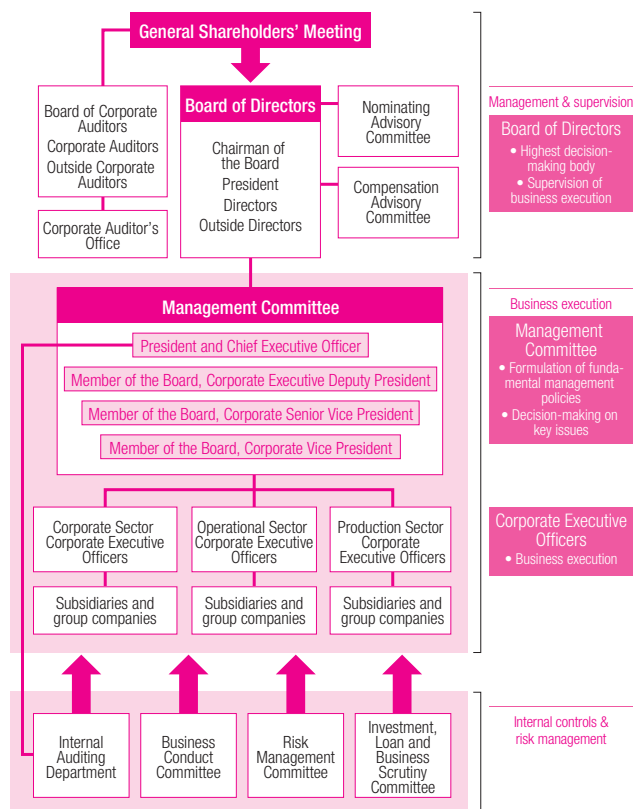 General Shareholders’ Meeting
Board of Corporate
Auditors
Corporate Auditors
Outside Corporate
Auditors
Corporate Auditor’s
Office
Board of Directors
Chairman of
the Board
President
Directors
Outside Directors
Nominating
Advisory
Committee
Compensation
Advisory
Committee
Management & supervision
Board of Directors
• Highest decision-
making body
• Supervision of
business execution
Management Committee
President and Chief Executive Officer
Member of the Board, Corporate Executive Deputy President
Member of the Board, Corporate Senior Vice President
Member of the Board, Corporate Vice President
Business execution
Management
Committee
• Formulation of funda-
mental management
policies
• Decision-making on
key issues
Corporate Sector
Corporate Executive
Officers
Operational Sector
Corporate Executive
Officers
Production Sector
Corporate
Executive Officers
Corporate Executive
Officers
• Business execution
Subsidiaries and
group companies
Subsidiaries and
group companies
Subsidiaries and
group companies
Internal
Auditing
Department
Business
Conduct
Committee
Risk
Management
Committee
Investment,
Loan and
Business
Scrutiny
Committee
Internal controls &
risk management